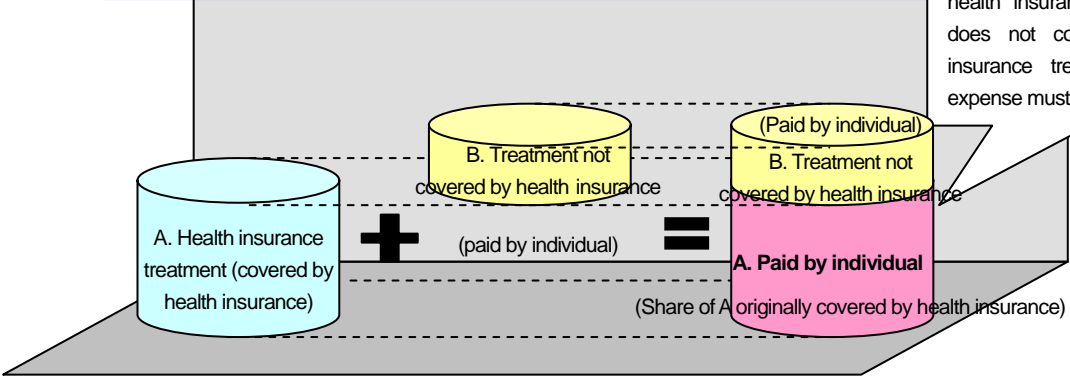 health insuran
does not co
insurance tre
expense must
(Paid by individual)
B. Treatment not
covered by health insurance
B. Treatment not
covered by health insurance
A. Health insurance
treatment (covered by
health insurance)
(paid by individual)
A. Paid by individual
(Share of A originally covered by health insurance)